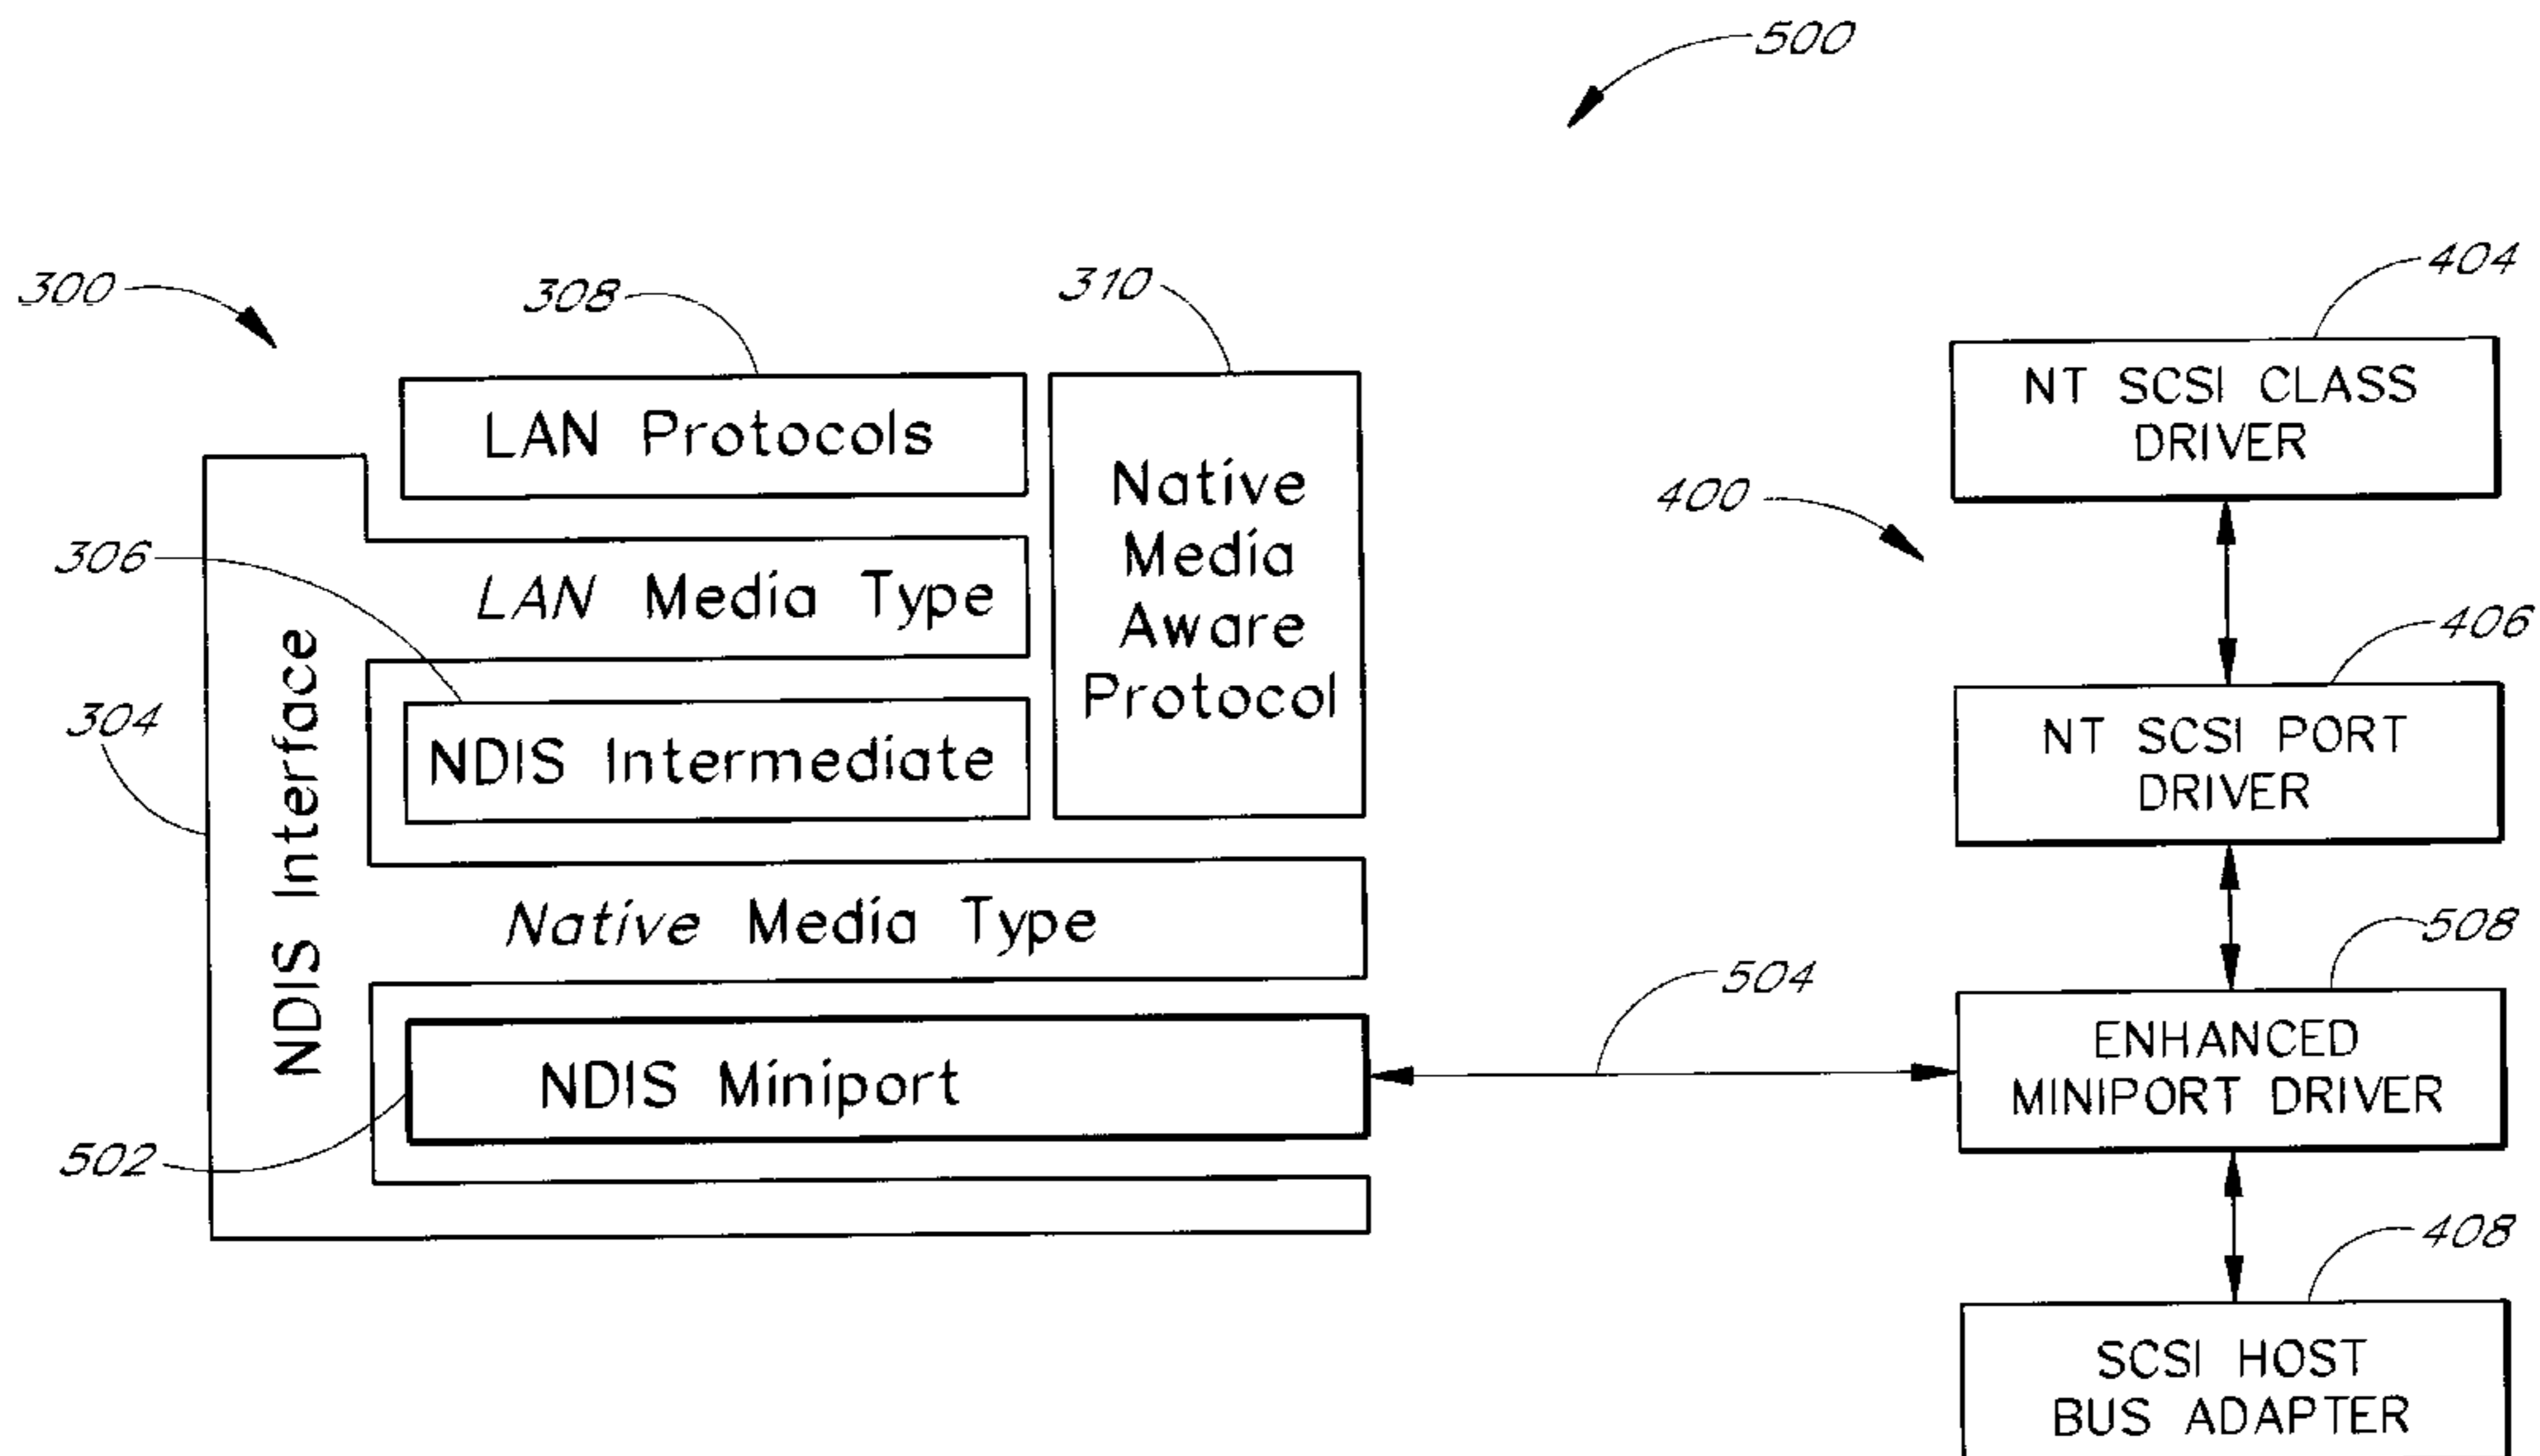 500
300
308
310
404
LAN Protocols
NT SCSI CLASS
DRIVER
Native
Media
Aware
Protocol
400
306
LAN Media Type
406
304
NDIS Interface
NDIS Intermediate
NT SCSI PORT
DRIVER
Native Media Type
508
504
ENHANCED
MINIPORT DRIVER
NDIS Miniport
502
408
SCSI HOST
BUS ADAPTER